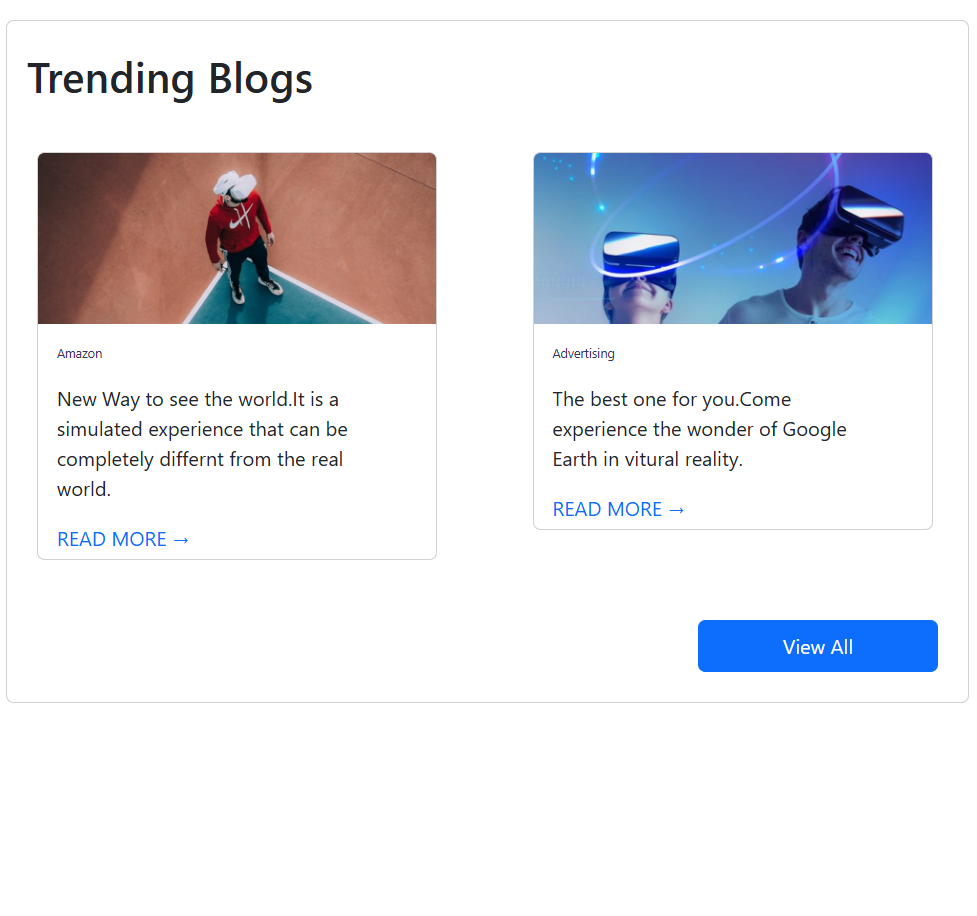 Trending Blogs
Amazon
New Way to see the world.It is a
simulated experience that can be
completely differnt from the real
world.
READ MORE →
Advertising
The best one for you.Come
experience the wonder of Google
Earth in vitural reality.
READ MORE →
View All